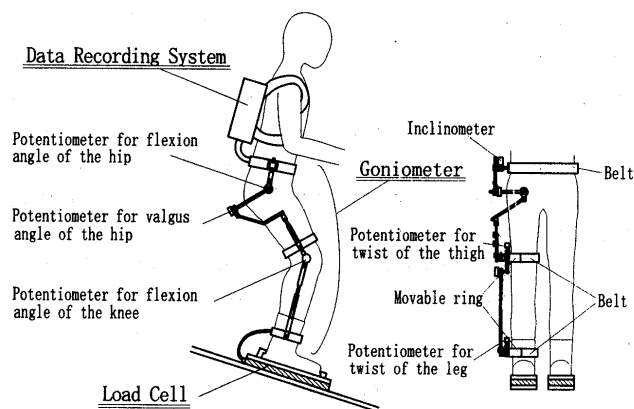 Data Recording System
Potentiometer for flexion
angle of the hip
Potentiometer for valgus
angle of the hip
Potentiometer for flexion
angle of the knee
Load Cell
Goniometer
Inclinometer
Belt
Potentiometer for
twist of the thigh
Movable ring
Belt
Potentiometer for
twist of the leg